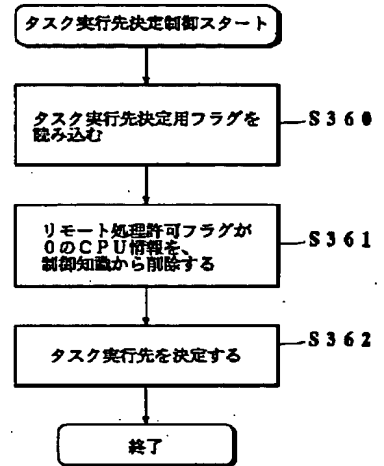 タスク実行先決定制御スタート
タスク実行先決定用フラグを
読み込む
S360
リモート処理許可フラグが
0のCPU情報を、
制御知識から削除する
S361
タスク実行先を決定する
S362
終了